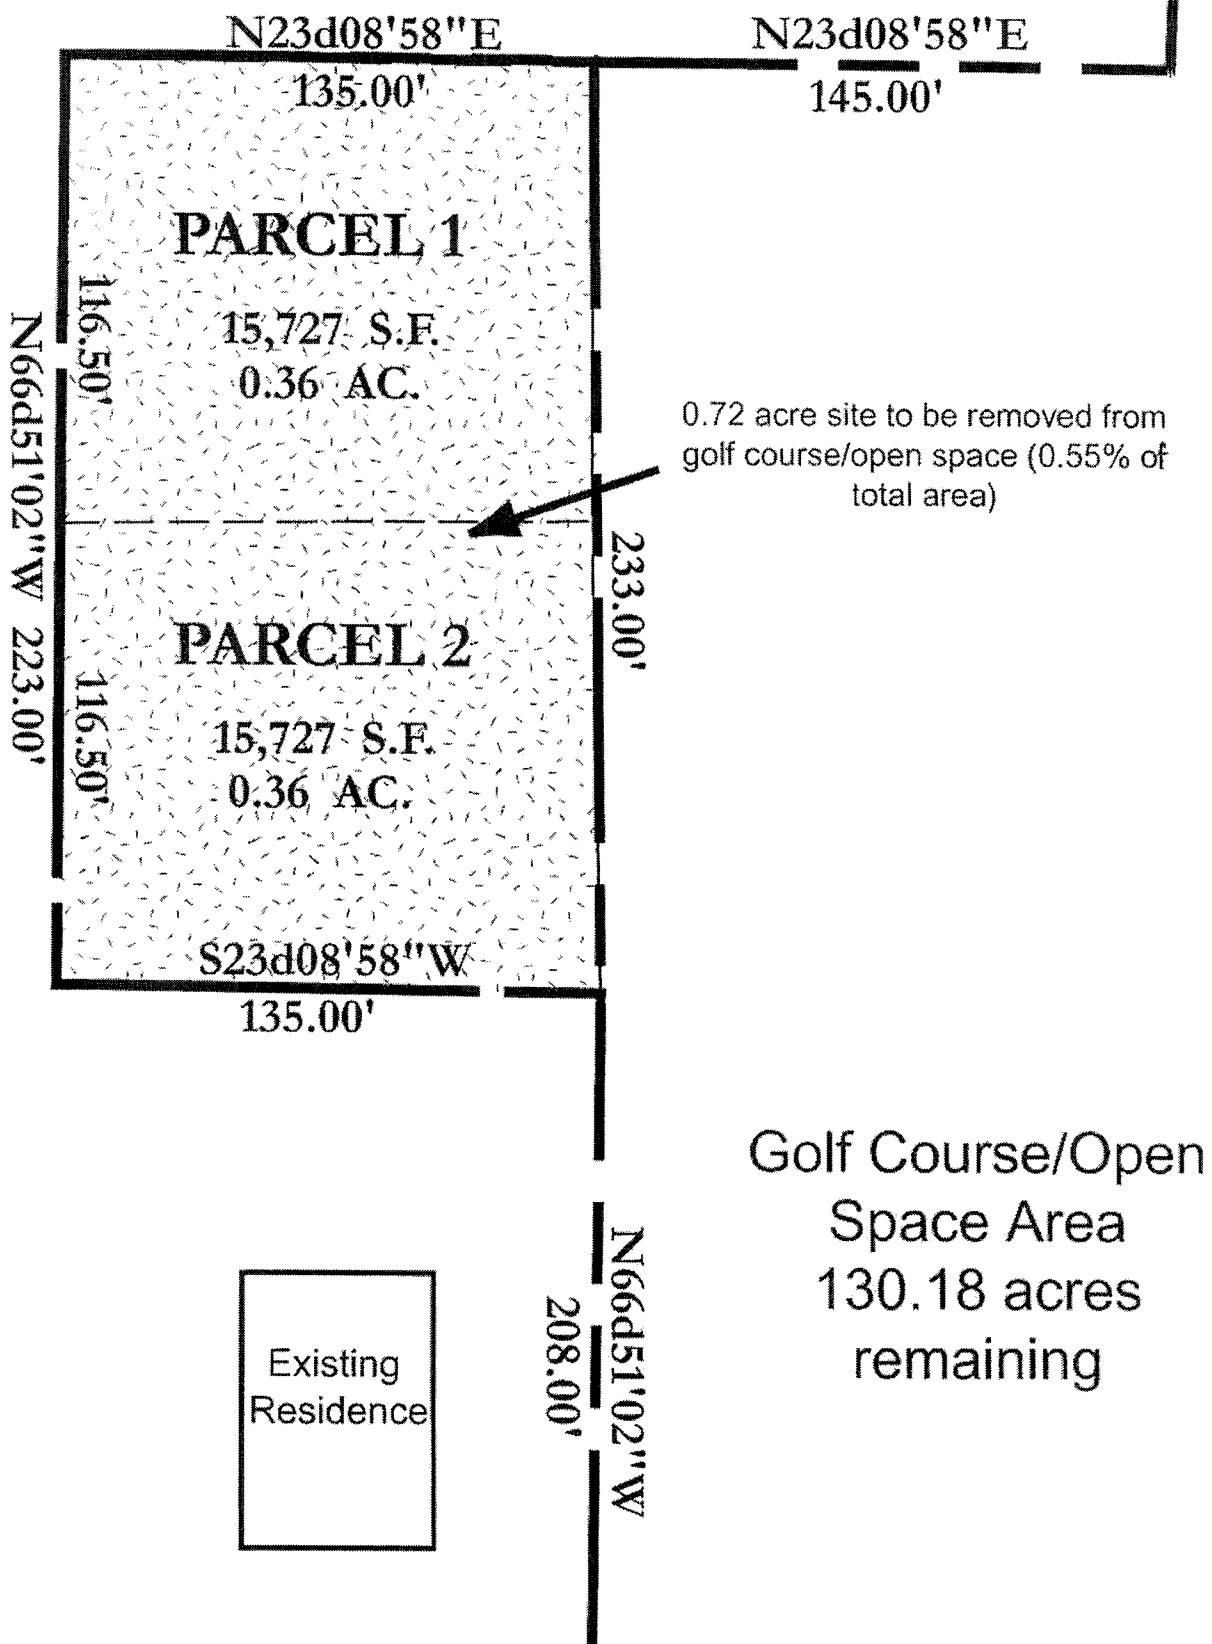 N23d08'58"E
N23d08'58"E
135.00'
145.00'
PARCEL 1
15,727 S.F.
0.36 AC.
116.50'
N66d51'02"W 223.00'
0.72 acre site to be removed from
golf course/open space (0.55% of
total area)
233.00'
PARCEL 2
15,727 S.F.
0.36 AC.
116.50'
S23d08'58"W
135.00'
Golf Course/Open
Space Area
130.18 acres
remaining
N66d51'02"W
208.00'
Existing
Residence